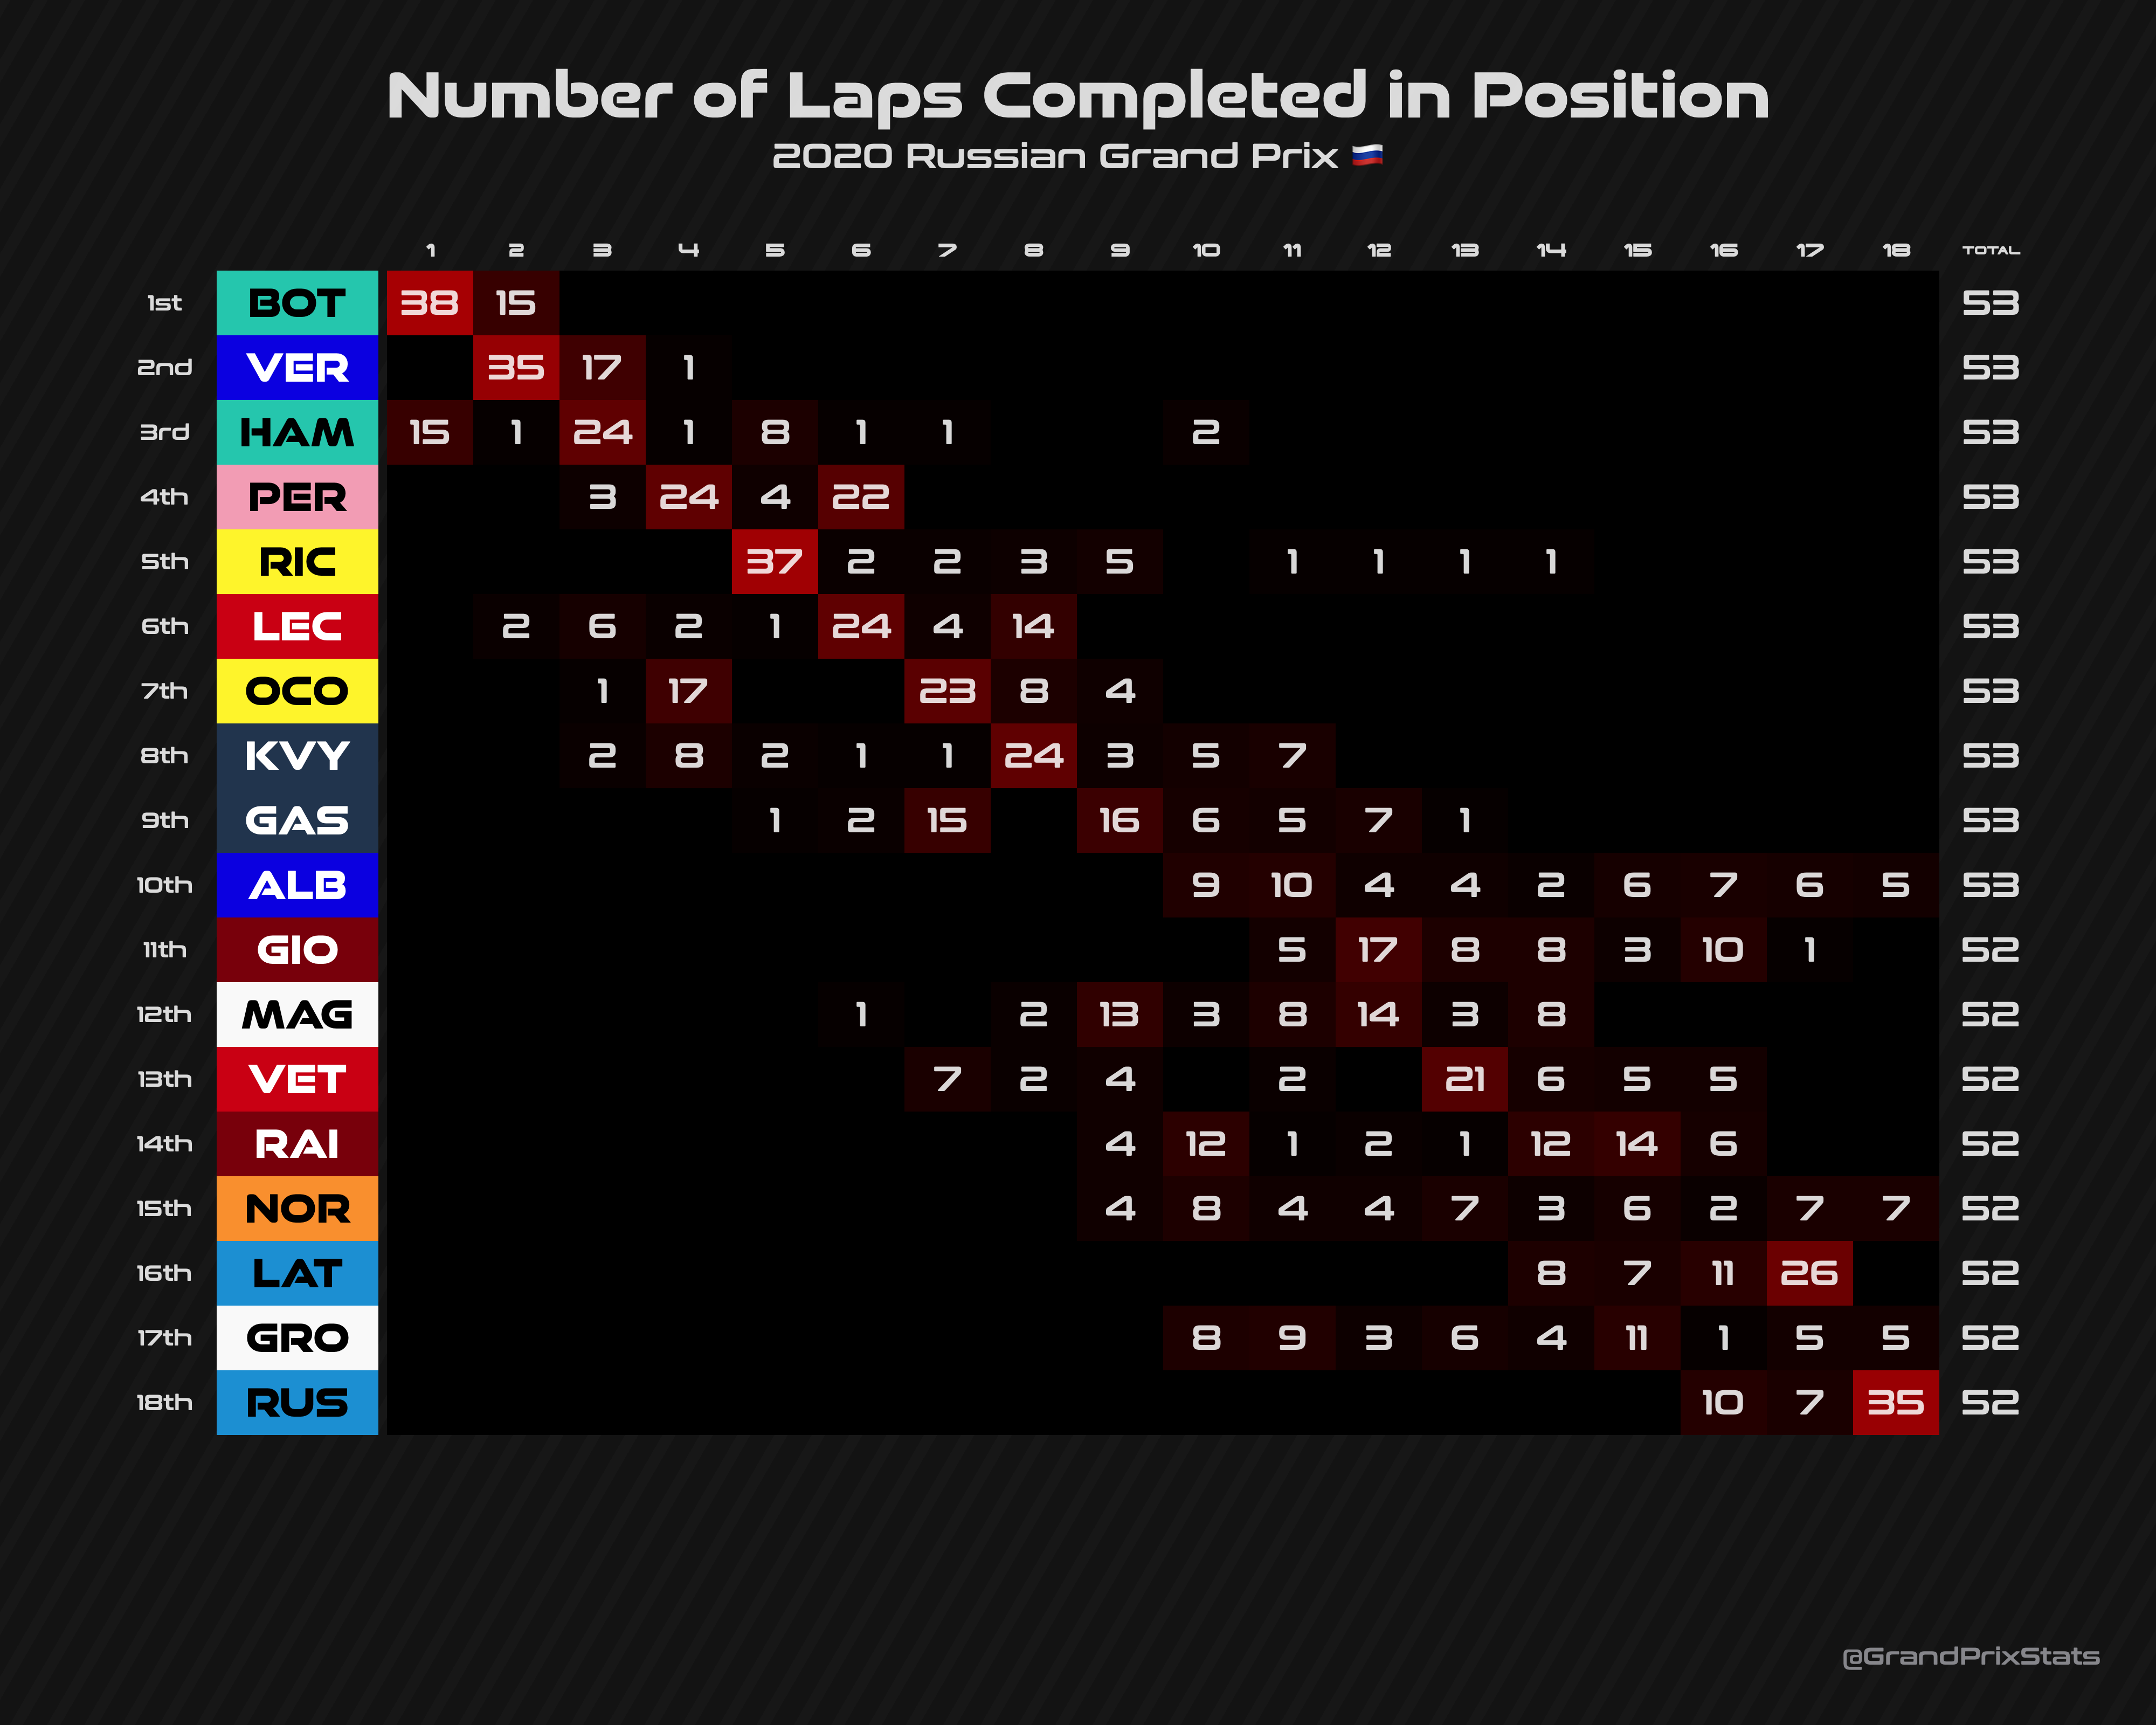 Number of Laps Completed in Position
2020 Russian Grand Prix 🇷🇺
1 2 3 4 5 6 7 8 9 10 11 12 13 14 15 16 17 18 TOTAL
1st BOT 38 15 53
2nd VER 35 17 1 53
3rd HAM 15 1 24 1 8 1 1 2 53
4th PER 3 24 4 22 53
5th RIC 37 2 2 3 5 1 1 1 1 53
6th LEC 2 6 2 1 24 4 14 53
7th OCO 1 17 23 8 4 53
8th KVY 2 8 2 1 1 24 3 5 7 53
9th GAS 1 2 15 16 6 5 7 1 53
10th ALB 9 10 4 4 2 6 7 6 5 53
11th GIO 5 17 8 8 3 10 1 52
12th MAG 1 2 13 3 8 14 3 8 52
13th VET 7 2 4 2 21 6 5 5 52
14th RAI 4 12 1 2 1 12 14 6 52
15th NOR 4 8 4 4 7 3 6 2 7 7 52
16th LAT 8 7 11 26 52
17th GRO 8 9 3 6 4 11 1 5 5 52
18th RUS 10 7 35 52
@GrandPrixStats